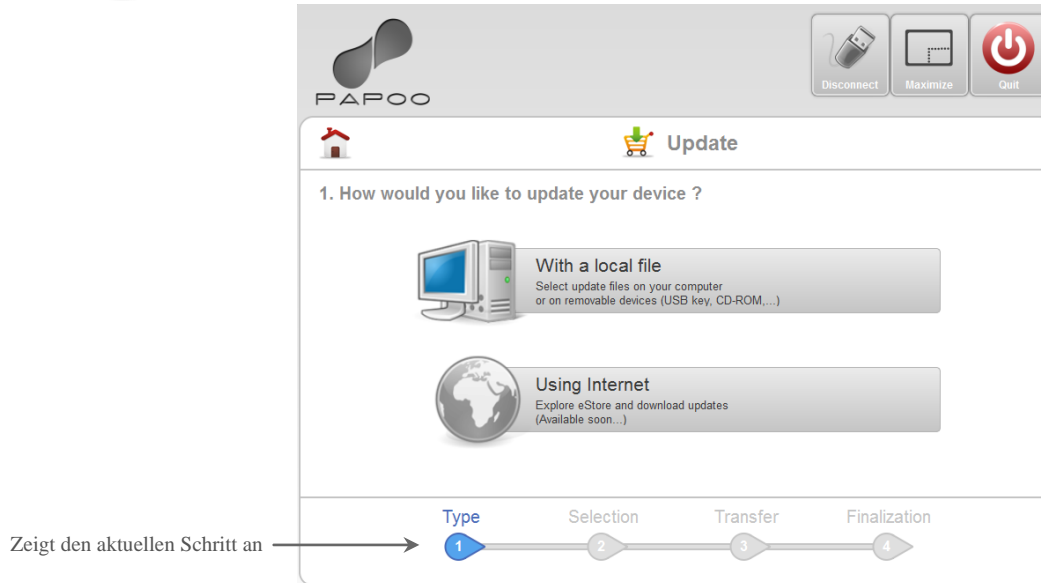 PAPOO
Disconnect
Maximize
Quit
Update
1. How would you like to update your device ?
With a local file
Select update files on your computer
or on removable devices (USB key, CD-ROM,...)
Using Internet
Explore eStore and download updates
(Available soon...)
Type Selection Transfer Finalization
Zeigt den aktuellen Schritt an
1 2 3 4